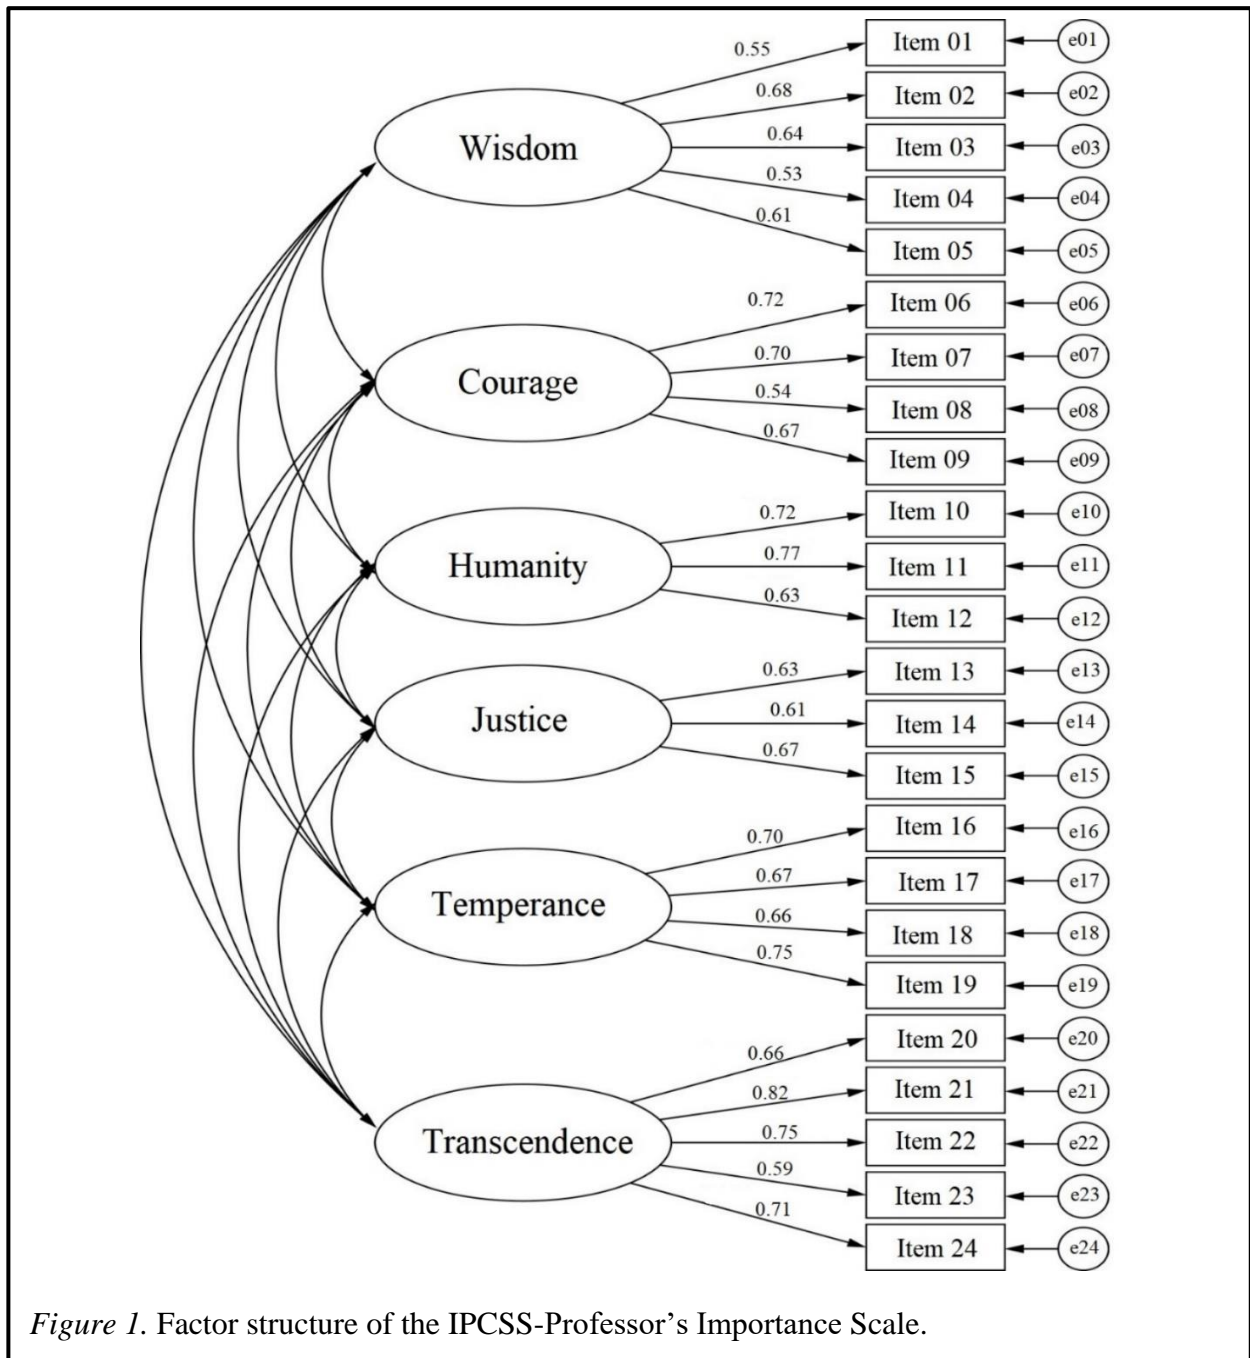 0.55 Item 01 e01
0.68 Item 02 e02
Wisdom 0.64 Item 03 e03
0.53 Item 04 e04
0.61 Item 05 e05
0.72 Item 06 e06
0.70 Item 07 e07
Courage 0.54 Item 08 e08
0.67 Item 09 e09
0.72 Item 10 e10
Humanity 0.77 Item 11 e11
0.63 Item 12 e12
0.63 Item 13 e13
Justice 0.61 Item 14 e14
0.67 Item 15 e15
0.70 Item 16 e16
0.67 Item 17 e17
Temperance 0.66 Item 18 e18
0.75 Item 19 e19
0.66 Item 20 e20
0.82 Item 21 e21
Transcendence 0.75 Item 22 e22
0.59 Item 23 e23
0.71 Item 24 e24
Figure 1. Factor structure of the IPCSS-Professor’s Importance Scale.